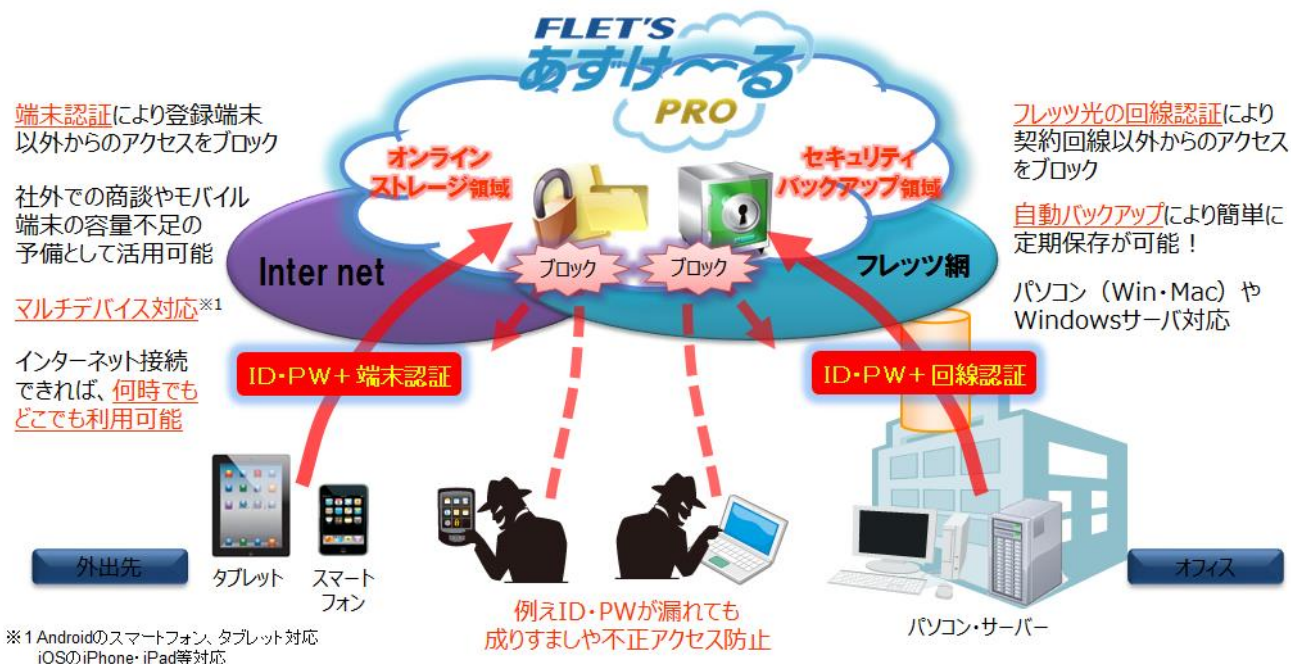 FLET'S
あずけ～る
PRO
端末認証により登録端末
以外からのアクセスをブロック
社外での商談やモバイル
端末の容量不足の
予備として活用可能
マルチデバイス対応※1
インターネット接続
できれば、何時でも
どこでも利用可能
オンライン
ストレージ領域
セキュリティ
バックアップ領域
フレッツ光の回線認証により
契約回線以外からのアクセス
をブロック
自動バックアップにより簡単に
定期保存が可能！
パソコン（Win・Mac）や
Windowsサーバ対応
Inter net
ブロック
ブロック
フレッツ網
ID・PW＋端末認証
ID・PW＋回線認証
外出先
タブレット
スマート
フォン
例えID・PWが漏れても
成りすましや不正アクセス防止
パソコン・サーバー
オフィス
※1 Androidのスマートフォン、タブレット対応
iOSのiPhone・iPad等対応